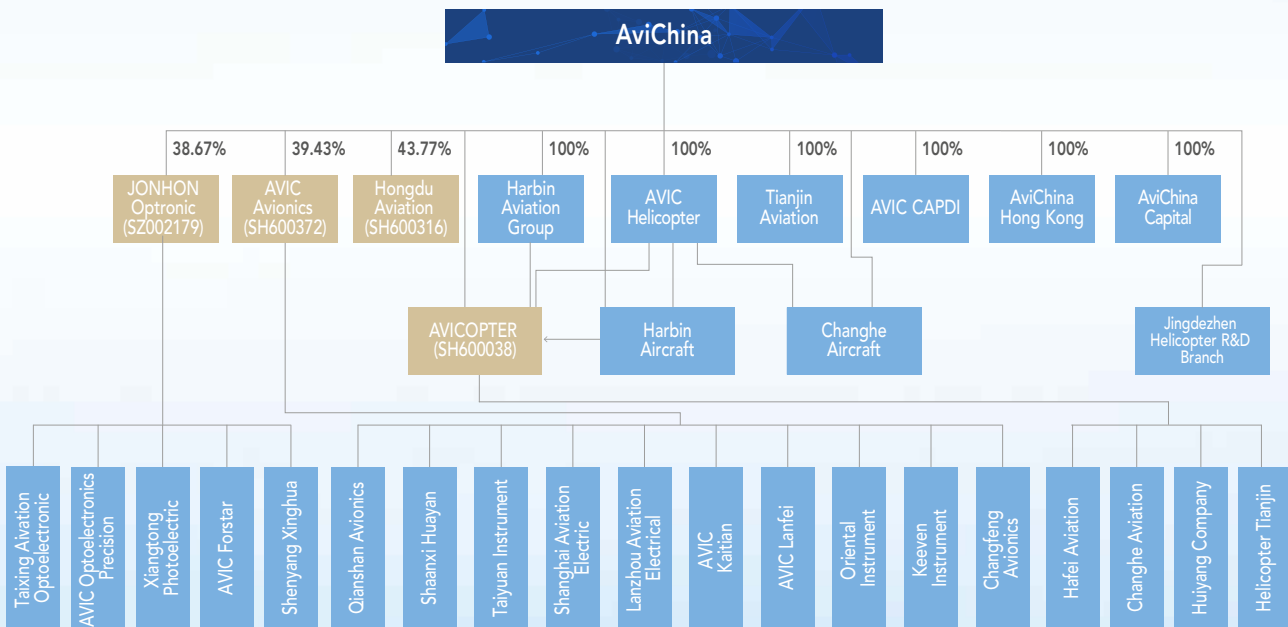 AviChina
38.67%
39.43%
43.77%
100%
100%
100%
100%
100%
100%
JONHON
Optronic
(SZ002179)
AVIC
Avionics
(SH600372)
Hongdu
Aviation
(SH600316)
Harbin
Aviation
Group
AVIC
Helicopter
Tianjin
Aviation
AVIC CAPDI
AviChina
Hong Kong
AviChina
Capital
AVICOPTER
(SH600038)
Harbin
Aircraft
Changhe
Aircraft
Jingdezhen
Helicopter R&D
Branch
Taixing Aivation
Optoelectronic
AVIC Optoelectronics
Precision
Xiangtong
Photoelectric
AVIC Forstar
Shenyang Xinghua
Qianshan Avionics
Shaanxi Huayan
Taiyuan Instrument
Shanghai Aviation
Electric
Lanzhou Aviation
Electrical
AVIC
Kaitian
AVIC Lanfei
Oriental
Instrument
Keeven
Instrument
Changfeng
Avionics
Hafei Aviation
Changhe Aviation
Huiyang Company
Helicopter Tianjin